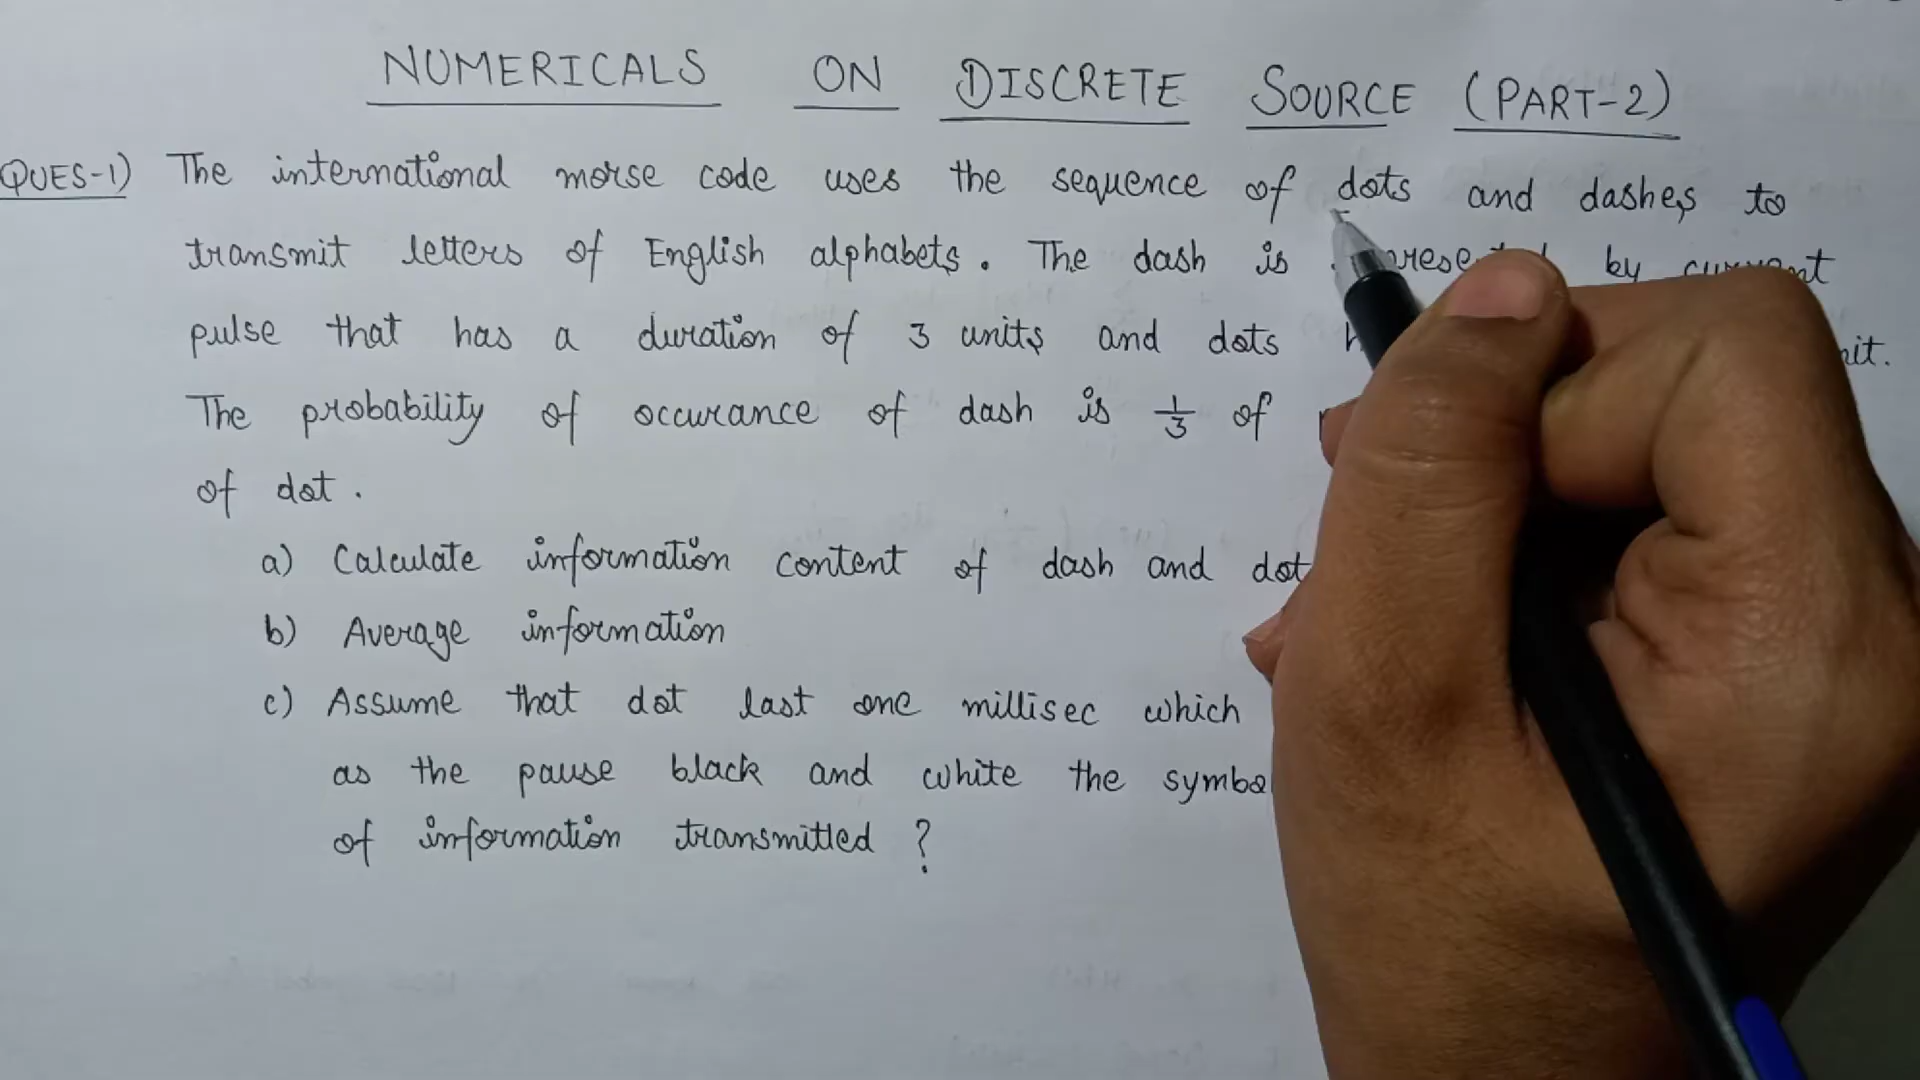 NUMERICALS ON DISCRETE SOURCE (PART-2)
QUES-1) The international morse code uses the sequence of dots and dashes to
transmit letters of English alphabets. The dash is by current
pulse that has a duration of 3 units and dots
The probability of occurance of dash is 1/3 of
of dot.
a) Calculate information content of dash and dot
b) Average information
c) Assume that dot last one millisec which
as the pause black and white the
of information transmitted ?